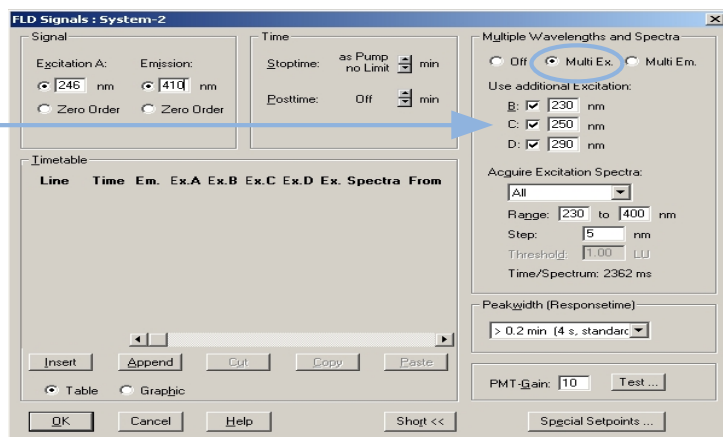 FLD Signals : System-2
Signal
Excitation A: Emission:
246 nm 410 nm
Zero Order Zero Order
Time
Stoptime: as Pump no Limit min
Posttime: Off min
Multiple Wavelengths and Spectra
Off Multi Ex. Multi Em.
Use additional Excitation:
B: 230 nm
C: 250 nm
D: 290 nm
Acquire Excitation Spectra:
All
Range: 230 to 400 nm
Step: 5 nm
Threshold: 1.00 LU
Time/Spectrum: 2362 ms
Timetable
Line Time Em. Ex.A Ex.B Ex.C Ex.D Ex. Spectra From
Insert Append Cut Copy Paste
Table Graphic
Peakwidth (Responsetime)
> 0.2 min (4 s, standard
PMT-Gain: 10 Test ...
OK Cancel Help Short << Special Setpoints ...